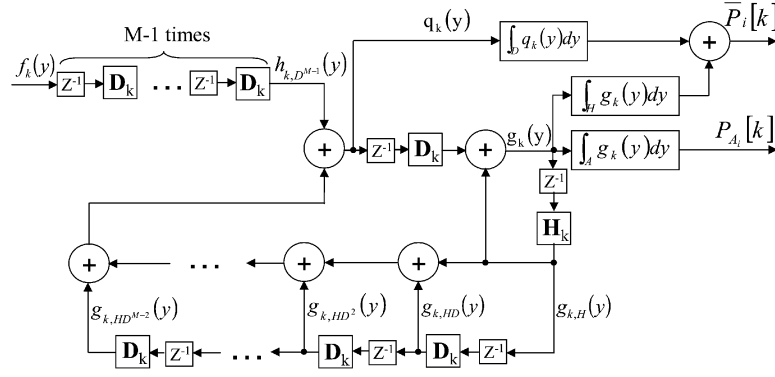 M-1 times
f_k(y) Z^{-1} D_k ... Z^{-1} D_k h_{k,D^{M-1}}(y)
q_k(y) ∫_D q_k(y)dy + \overline{P}_i[k]
∫_H g_k(y)dy
+ Z^{-1} D_k + g_k(y) ∫_A g_k(y)dy P_{A_i}[k]
Z^{-1}
H_k
+ ... + +
g_{k,HD^{M-2}}(y) g_{k,HD^2}(y) g_{k,HD}(y) g_{k,H}(y)
D_k Z^{-1} ... D_k Z^{-1} D_k Z^{-1}